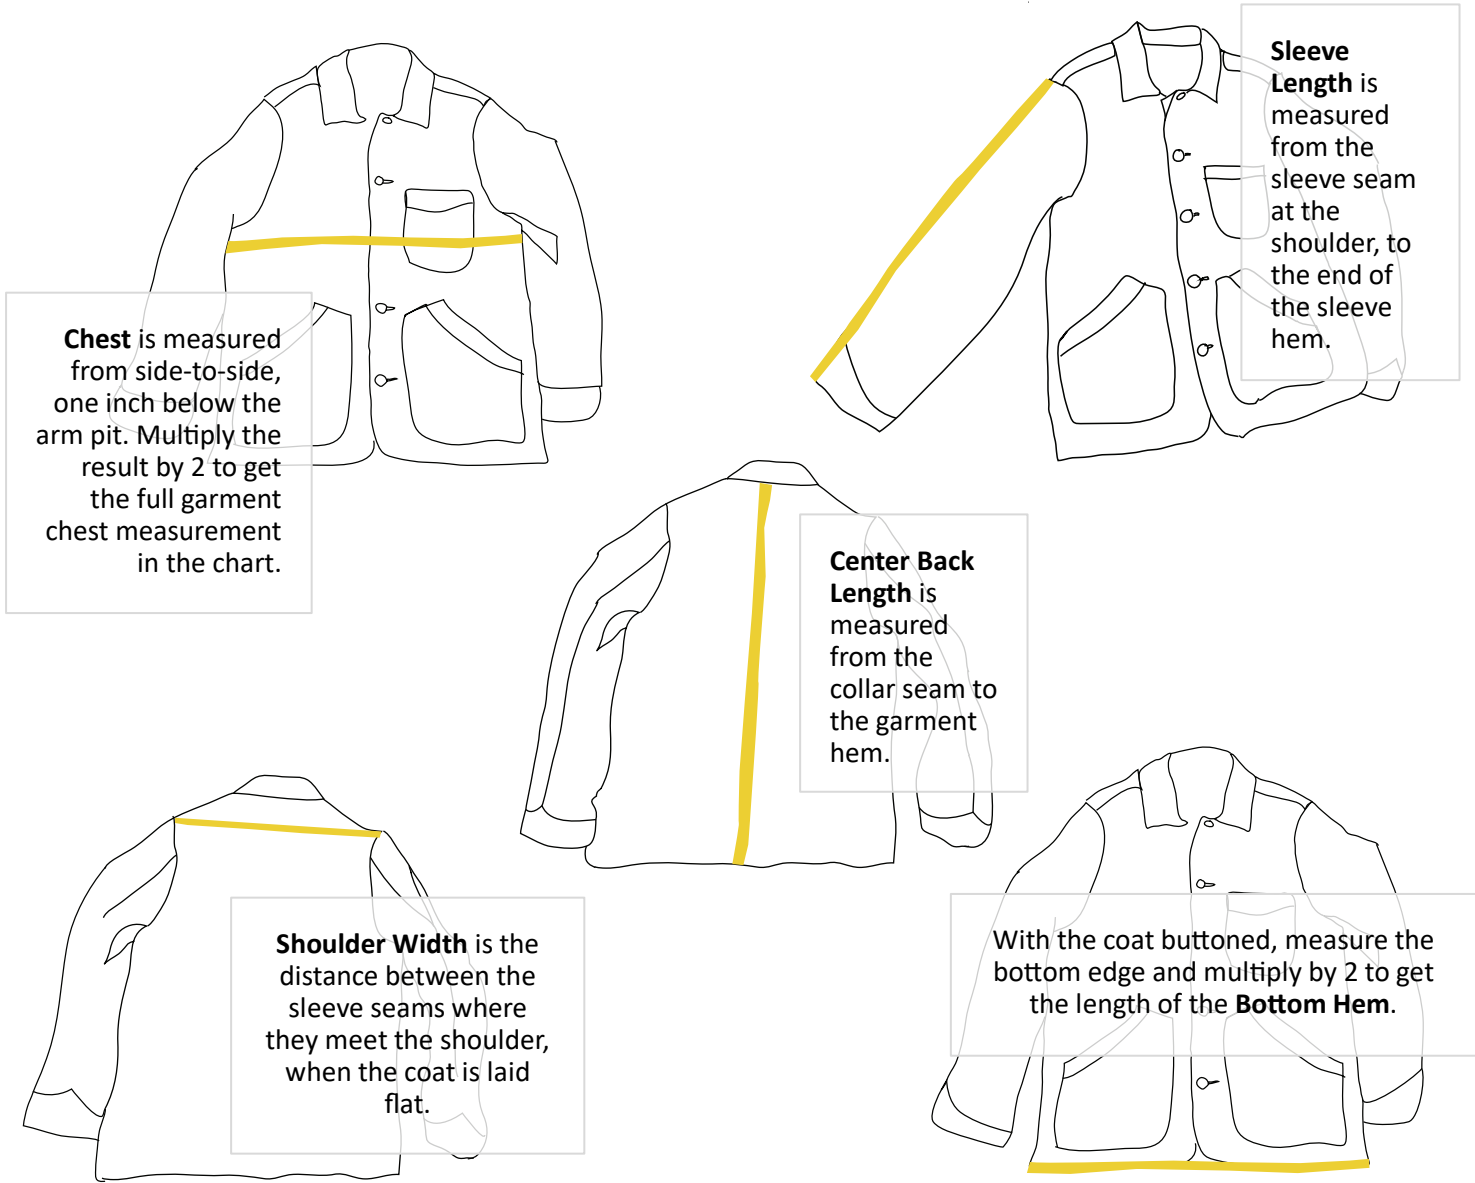 Chest is measured
from side-to-side,
one inch below the
arm pit. Multiply the
result by 2 to get
the full garment
chest measurement
in the chart.
Sleeve
Length is
measured
from the
sleeve seam
at the
shoulder, to
the end of
the sleeve
hem.
Center Back
Length is
measured
from the
collar seam to
the garment
hem.
Shoulder Width is the
distance between the
sleeve seams where
they meet the shoulder,
when the coat is laid
flat.
With the coat buttoned, measure the
bottom edge and multiply by 2 to get
the length of the Bottom Hem.